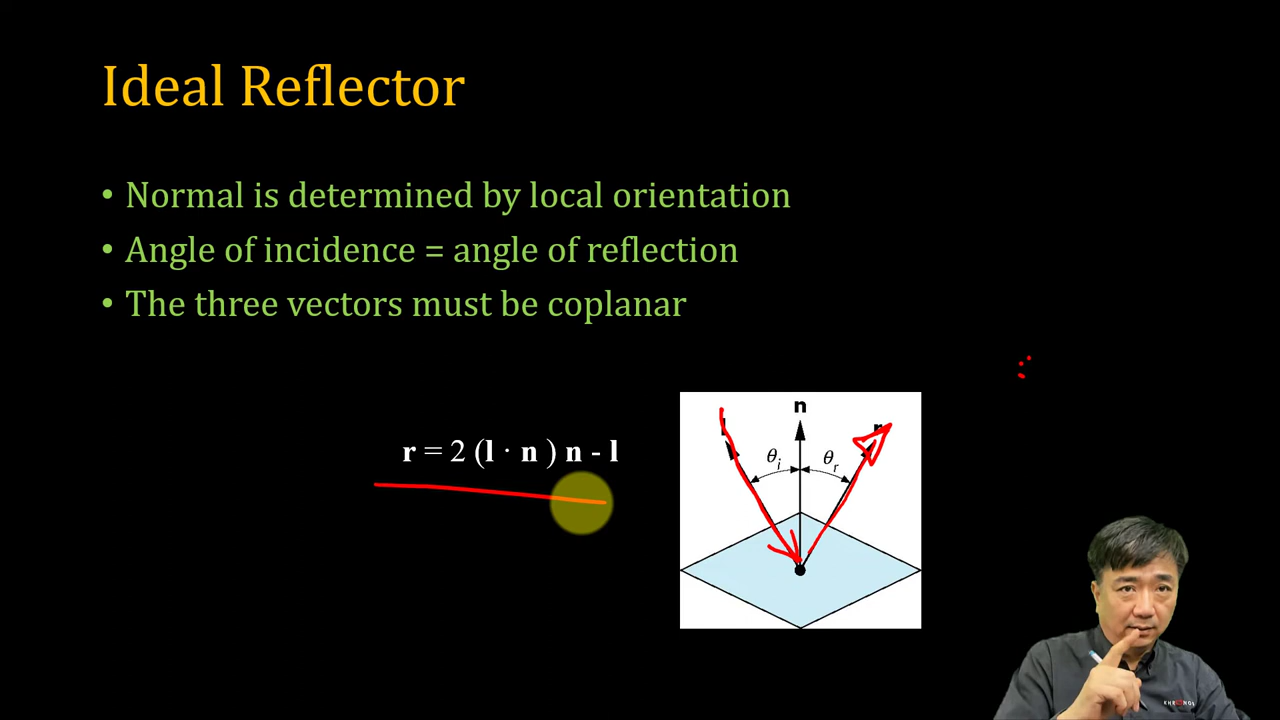 Ideal Reflector
• Normal is determined by local orientation
• Angle of incidence = angle of reflection
• The three vectors must be coplanar
r = 2 (l · n ) n - l
n
l
r
θi
θr
KHRONOS